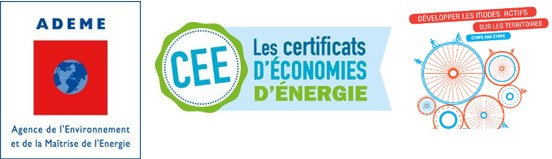 ADEME
Agence de l'Environnement
et de la Maîtrise de l'Energie
CEE
Les certificats
D'ÉCONOMIES
D'ÉNERGIE
DÉVELOPPER LES MODES ACTIFS
SUR LES TERRITOIRES
ÉTAPE PAR ÉTAPE